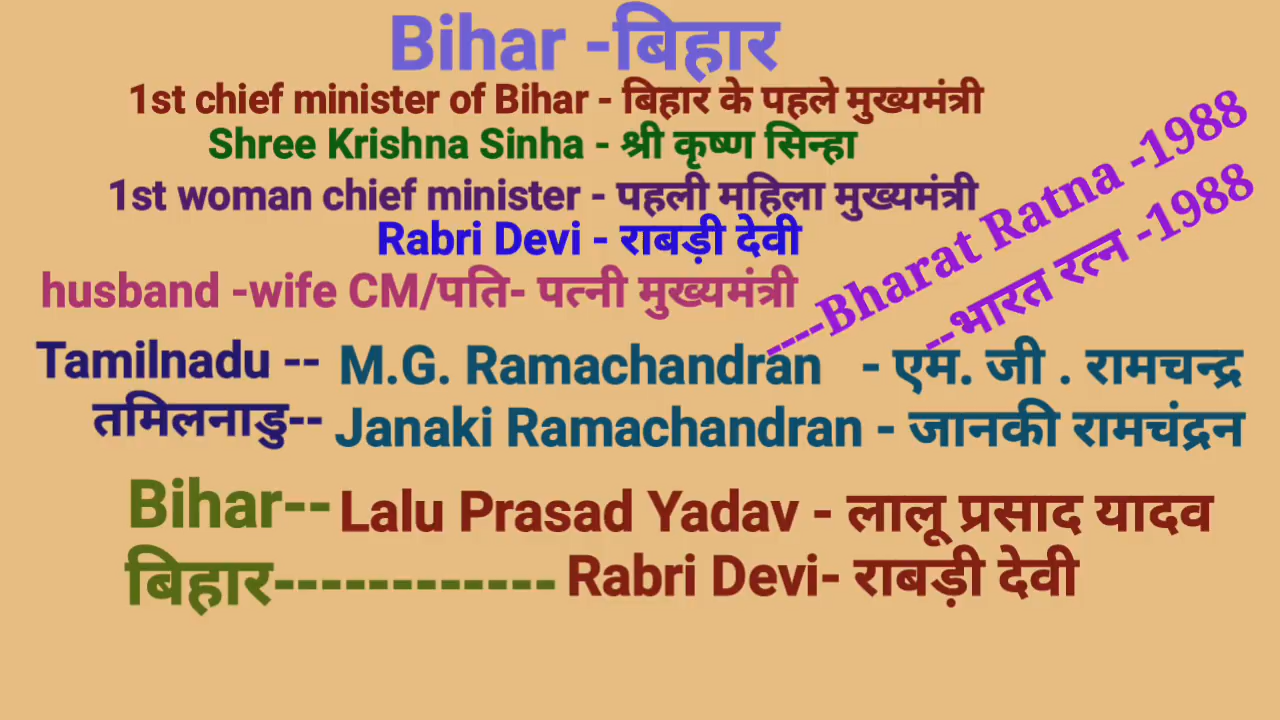 Bihar -बिहार
1st chief minister of Bihar - बिहार के पहले मुख्यमंत्री
Shree Krishna Sinha - श्री कृष्ण सिन्हा
1st woman chief minister - पहली महिला मुख्यमंत्री
Rabri Devi - राबड़ी देवी
husband -wife CM/पति- पत्नी मुख्यमंत्री
----Bharat Ratna -1988
--भारत रत्न -1988
Tamilnadu -- M.G. Ramachandran - एम. जी . रामचन्द्र
तमिलनाडु-- Janaki Ramachandran - जानकी रामचंद्रन
Bihar-- Lalu Prasad Yadav - लालू प्रसाद यादव
बिहार------------ Rabri Devi- राबड़ी देवी